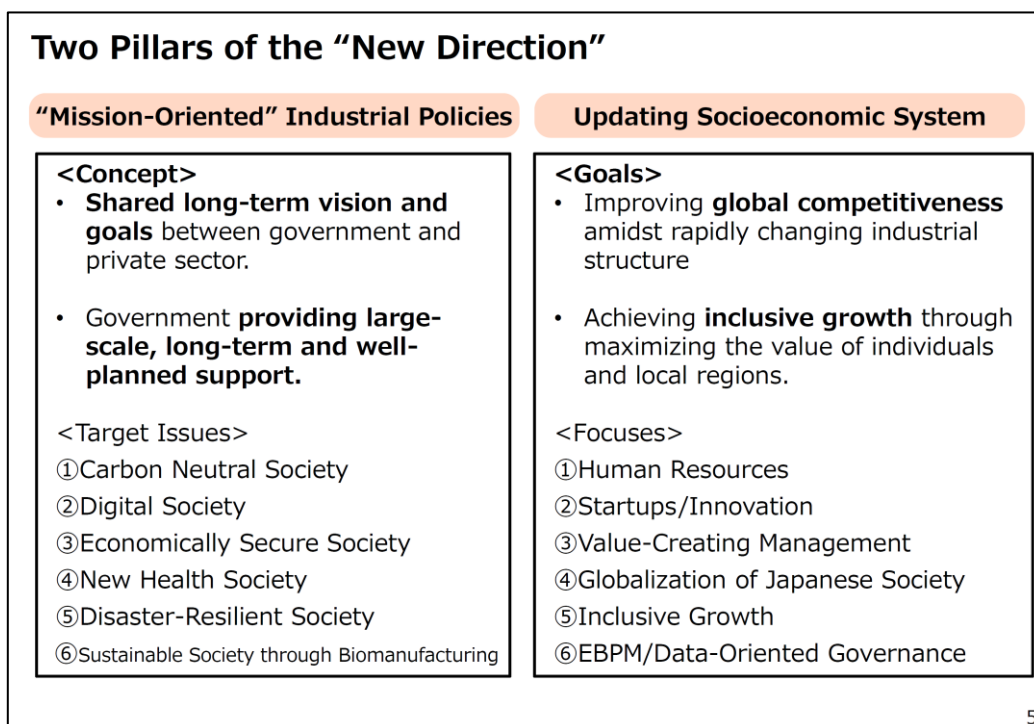 Two Pillars of the “New Direction”
“Mission-Oriented” Industrial Policies
<Concept>
• Shared long-term vision and
goals between government and
private sector.
• Government providing large-
scale, long-term and well-
planned support.
<Target Issues>
①Carbon Neutral Society
②Digital Society
③Economically Secure Society
④New Health Society
⑤Disaster-Resilient Society
⑥Sustainable Society through Biomanufacturing
Updating Socioeconomic System
<Goals>
• Improving global competitiveness
amidst rapidly changing industrial
structure
• Achieving inclusive growth through
maximizing the value of individuals
and local regions.
<Focuses>
①Human Resources
②Startups/Innovation
③Value-Creating Management
④Globalization of Japanese Society
⑤Inclusive Growth
⑥EBPM/Data-Oriented Governance
5